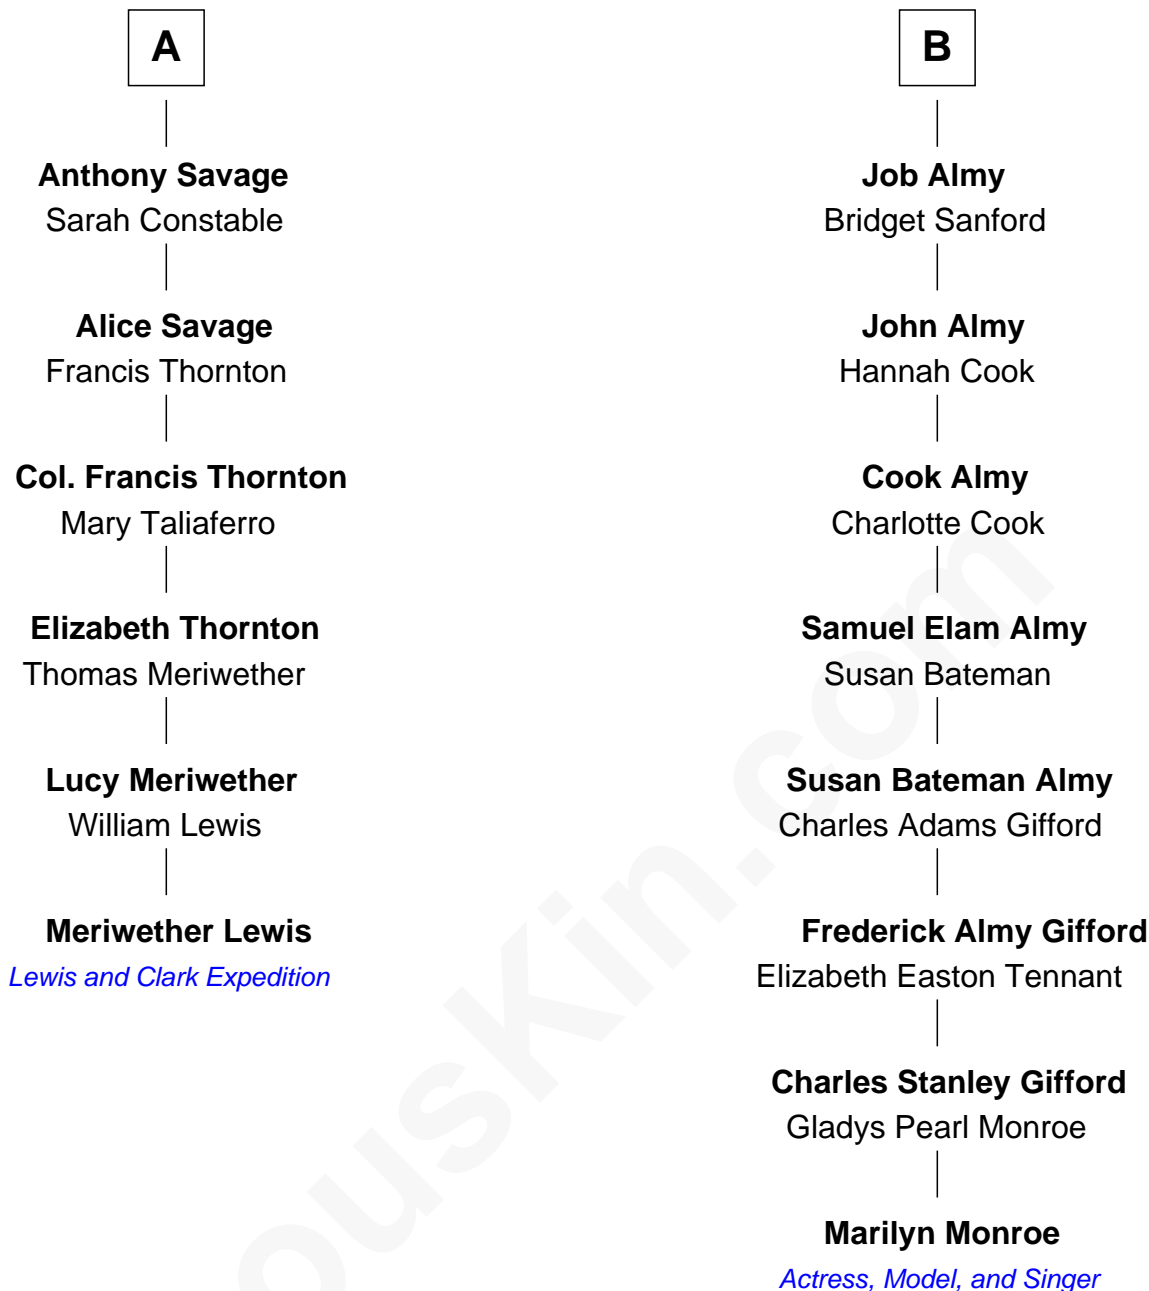 A
Anthony Savage
Sarah Constable
Alice Savage
Francis Thornton
Col. Francis Thornton
Mary Taliaferro
Elizabeth Thornton
Thomas Meriwether
Lucy Meriwether
William Lewis
Meriwether Lewis
Lewis and Clark Expedition
B
Job Almy
Bridget Sanford
John Almy
Hannah Cook
Cook Almy
Charlotte Cook
Samuel Elam Almy
Susan Bateman
Susan Bateman Almy
Charles Adams Gifford
Frederick Almy Gifford
Elizabeth Easton Tennant
Charles Stanley Gifford
Gladys Pearl Monroe
Marilyn Monroe
Actress, Model, and Singer
ousKin.com